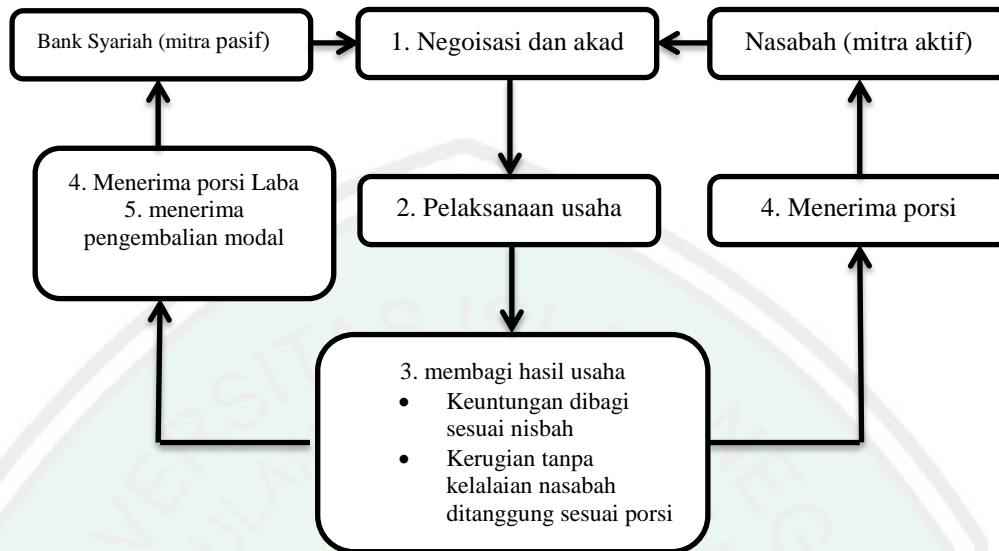 Bank Syariah (mitra pasif)
1. Negoisasi dan akad
Nasabah (mitra aktif)
4. Menerima porsi Laba
5. menerima
pengembalian modal
2. Pelaksanaan usaha
4. Menerima porsi
3. membagi hasil usaha
• Keuntungan dibagi
sesuai nisbah
• Kerugian tanpa
kelalaian nasabah
ditanggung sesuai porsi